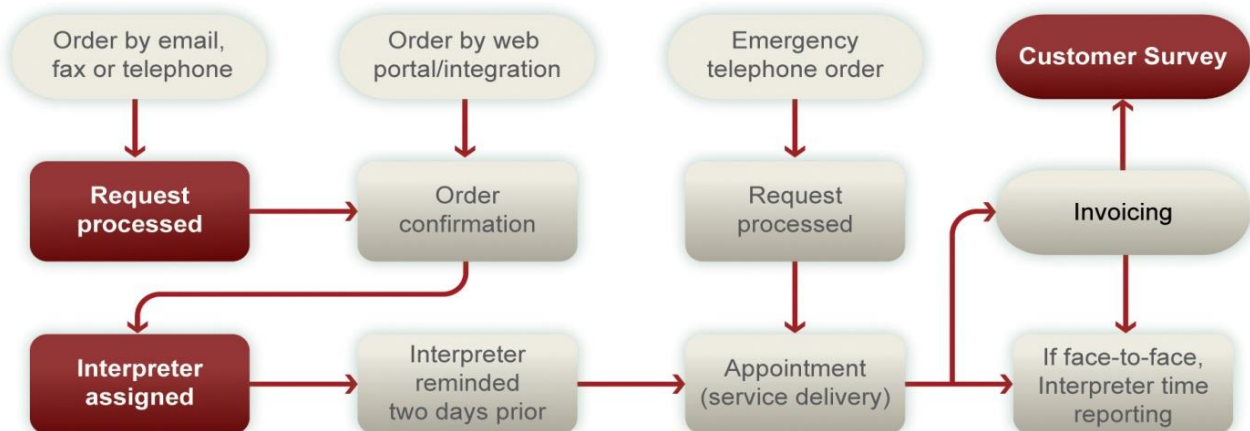 Order by email,
fax or telephone
Order by web
portal/integration
Emergency
telephone order
Customer Survey
Request
processed
Order
confirmation
Request
processed
Invoicing
Interpreter
assigned
Interpreter
reminded
two days prior
Appointment
(service delivery)
If face-to-face,
Interpreter time
reporting